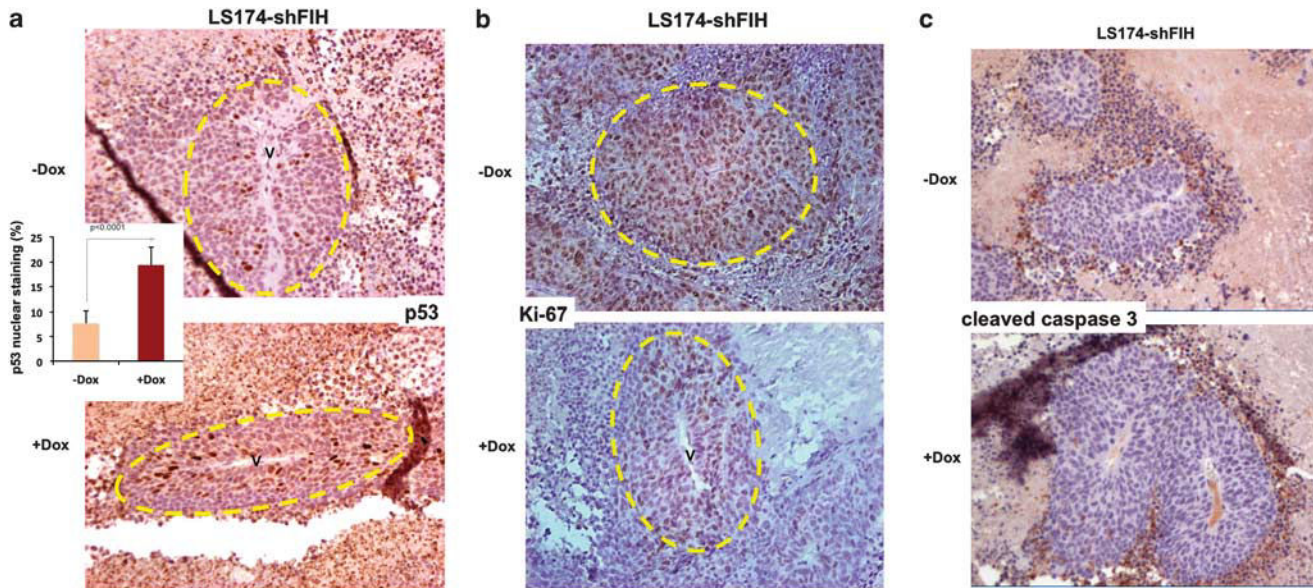 a
LS174-shFIH
-Dox
V
p<0.0001
p53 nuclear staining (%)
25
20
15
10
5
0
-Dox +Dox
p53
+Dox
V
b
LS174-shFIH
-Dox
Ki-67
+Dox
V
c
LS174-shFIH
-Dox
cleaved caspase 3
+Dox